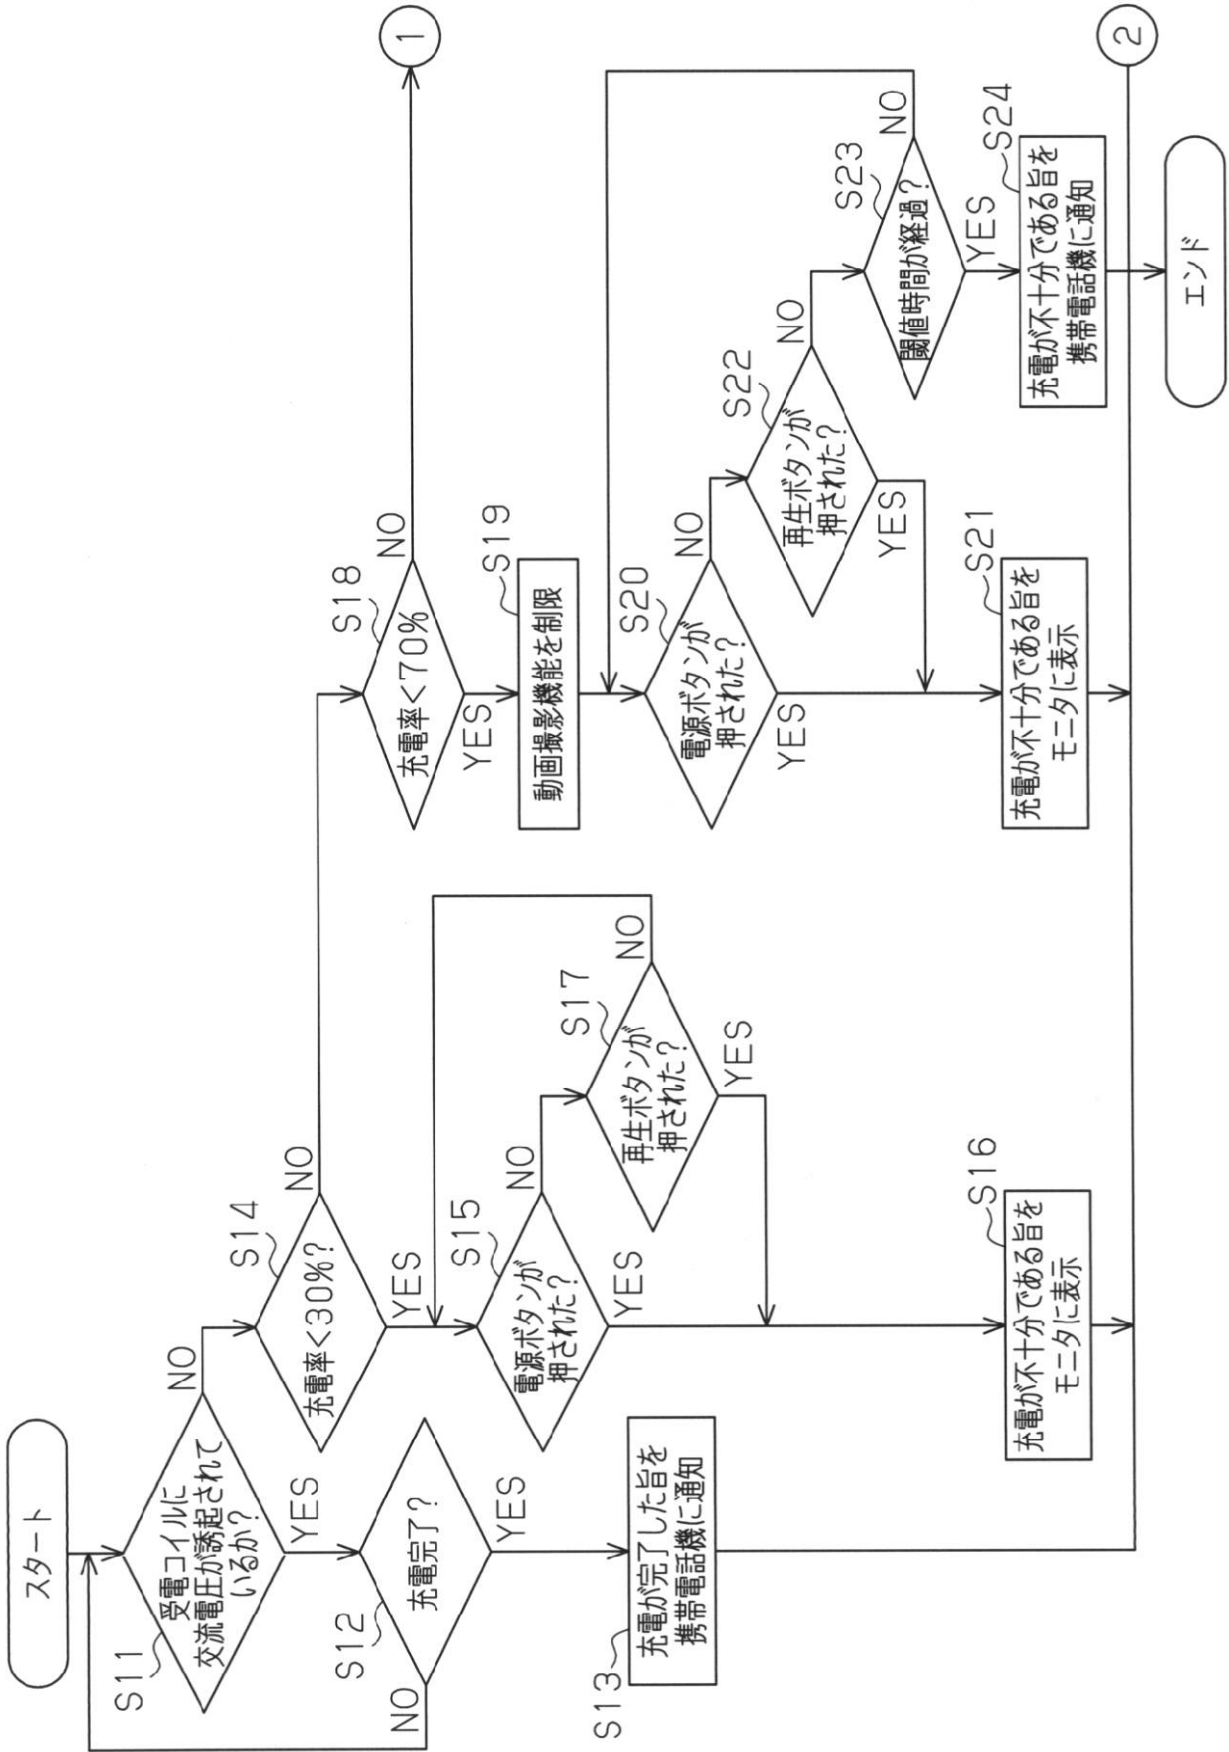 スタート
S11
受電コイルに
交流電圧が誘起されて
いるか?
NO
YES
S12
充電完了?
NO
YES
S13
充電が完了した旨を
携帯電話機に通知
S14
充電率<30%?
NO
YES
S15
電源ボタンが
押された?
NO
YES
S17
再生ボタンが
押された?
NO
YES
S16
充電が不十分である旨を
モニタに表示
S18
充電率<70%
NO
YES
1
S19
動画撮影機能を制限
S20
電源ボタンが
押された?
NO
YES
S22
再生ボタンが
押された?
NO
YES
S23
閾値時間が経過?
NO
YES
S21
充電が不十分である旨を
モニタに表示
S24
充電が不十分である旨を
携帯電話機に通知
2
エンド